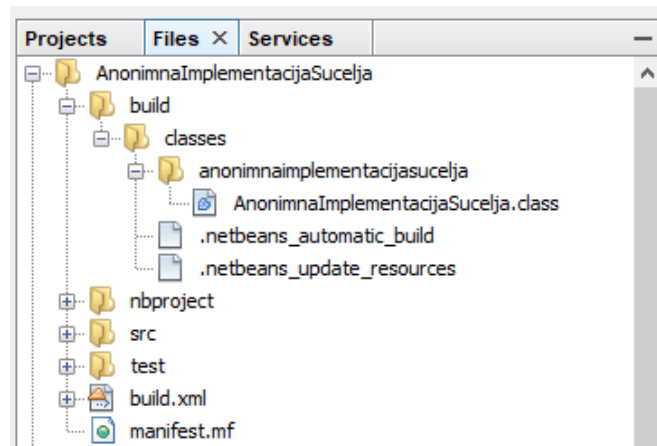 Projects Files × Services
AnonimnaImplementacijaSucelja
build
classes
anonimnaimplementacijasucelja
AnonimnaImplementacijaSucelja.class
.netbeans_automatic_build
.netbeans_update_resources
nbproject
src
test
build.xml
manifest.mf